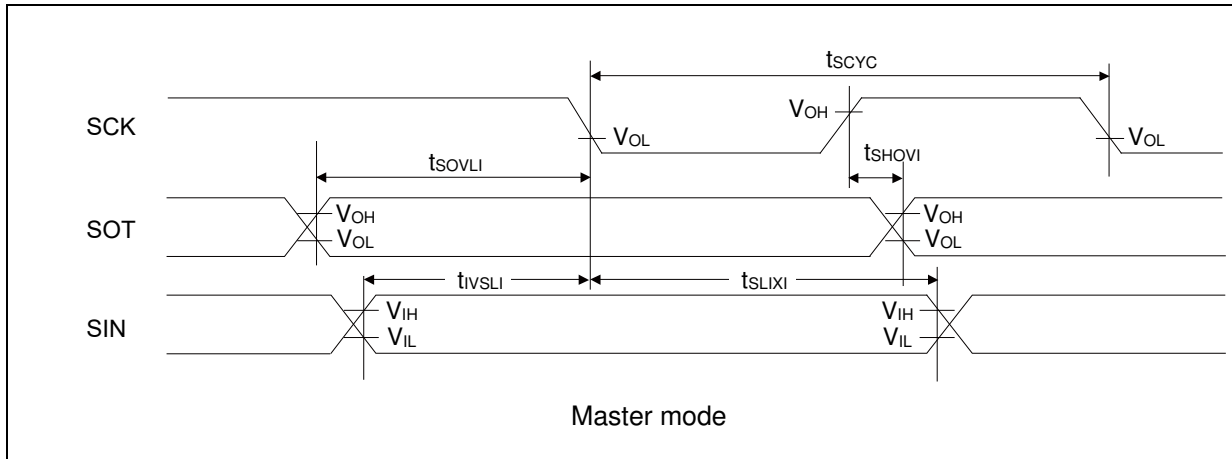 tSCYC
SCK
VOH
VOL
VOL
tSHOVI
tSOVLI
SOT
VOH
VOL
VOH
VOL
tIVSLI
tSLIXI
SIN
VIH
VIL
VIH
VIL
Master mode